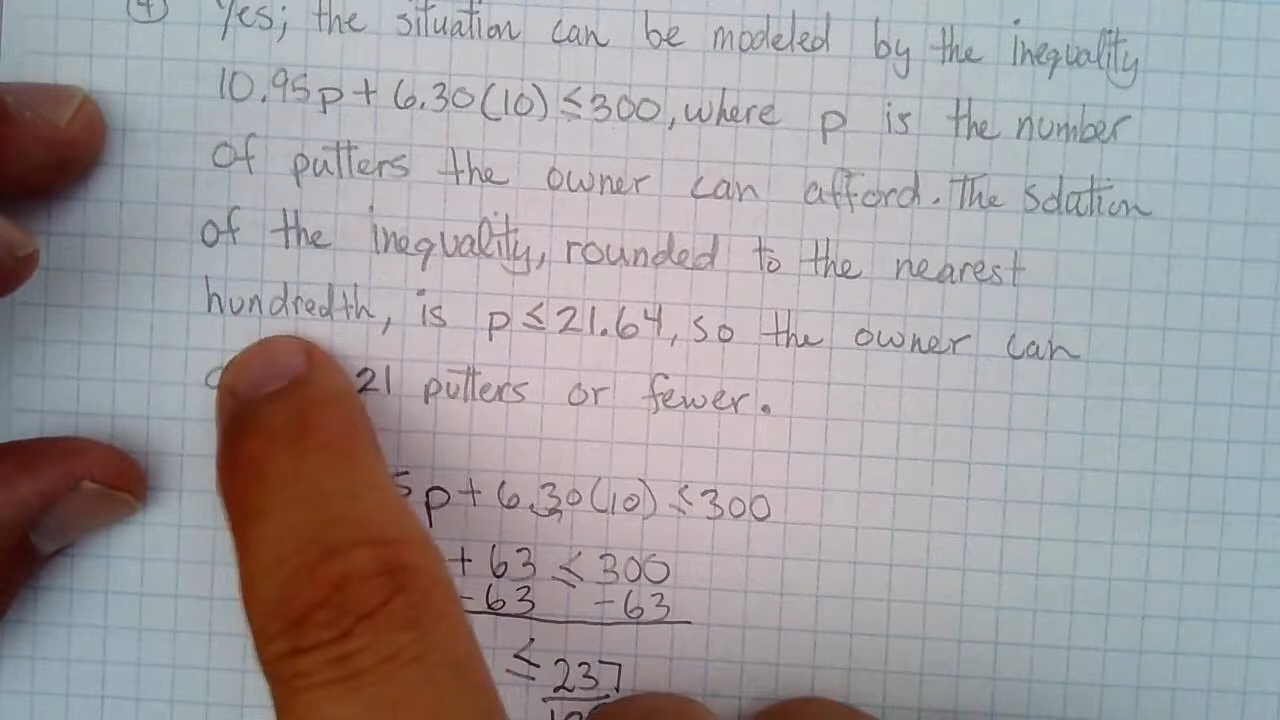 ④ Yes; the situation can be modeled by the inequality
10.95p + 6.30(10) ≤ 300, where p is the number
of putters the owner can afford. The solution
of the inequality, rounded to the nearest
hundredth, is p ≤ 21.64, so the owner can
21 putters or fewer.
5p + 6.30(10) ≤ 300
+ 63 ≤ 300
-63 -63
≤ 237